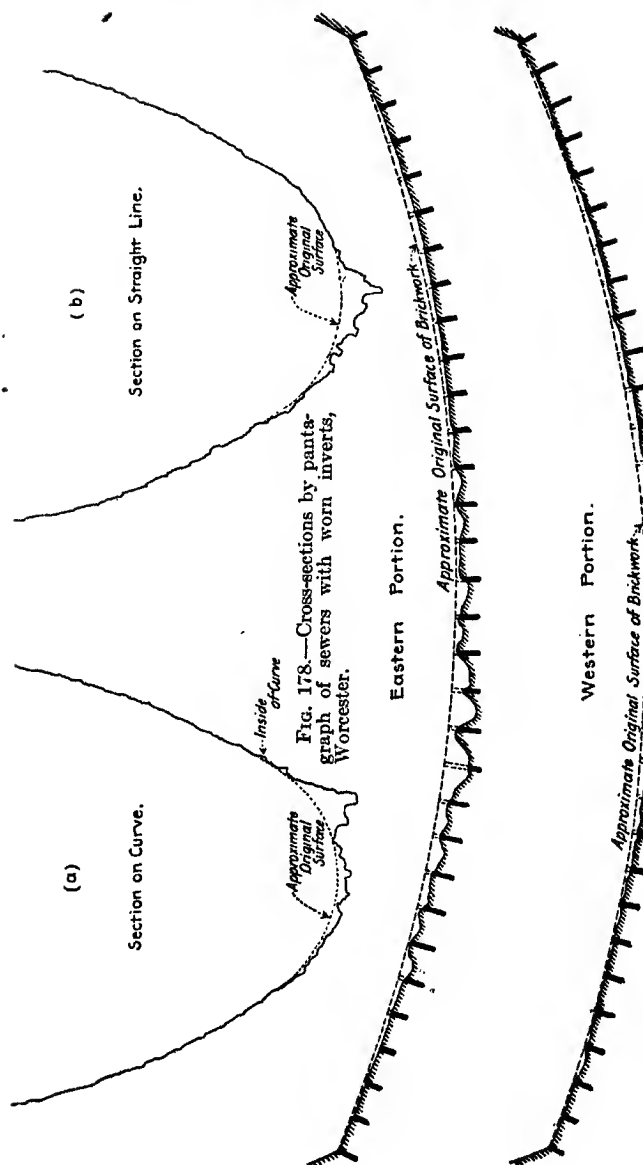 (a)
Section on Curve.
Approximate
Original
Surface
Inside
of Curve
(b)
Section on Straight Line.
Approximate
Original
Surface
FIG. 178.—Cross-sections by panta-
graph of sewers with worn inverts,
Worcester.
Approximate Original Surface of Brickwork
Eastern Portion.
Approximate Original Surface of Brickwork
Western Portion.